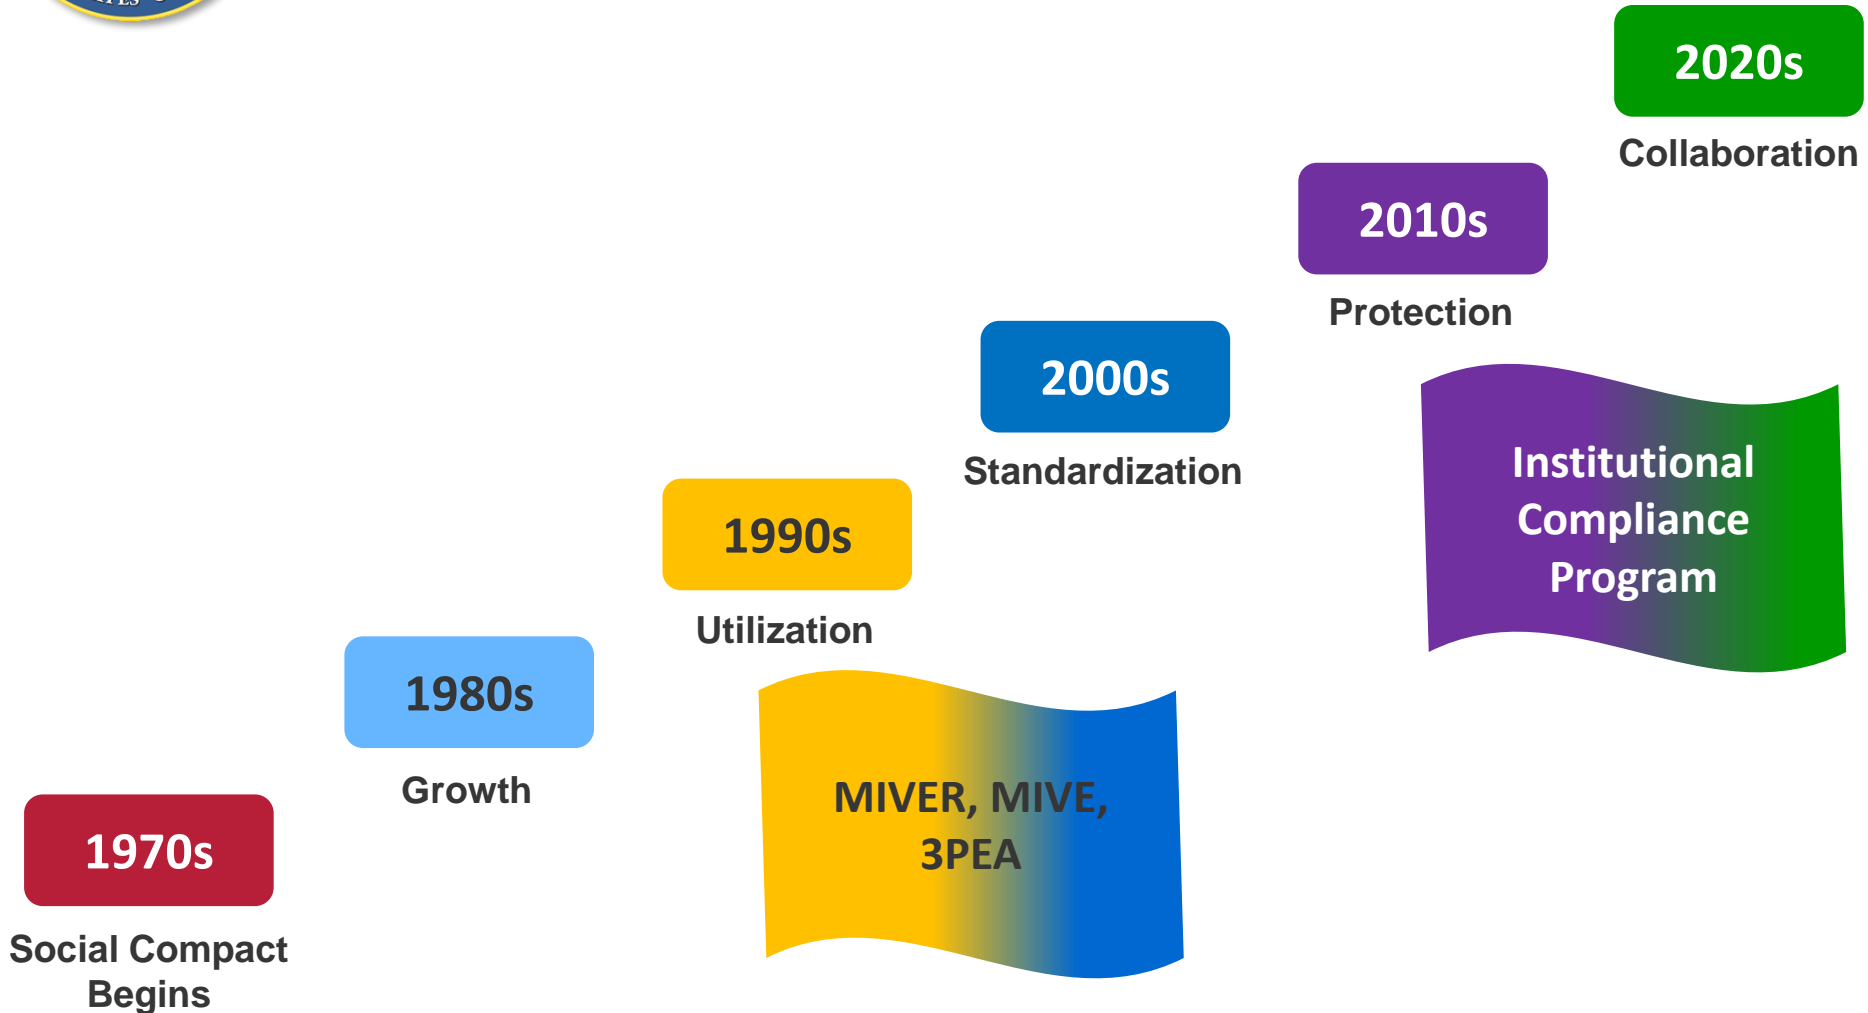 2020s
Collaboration
2010s
Protection
2000s
Standardization
Institutional
Compliance
Program
1990s
Utilization
1980s
Growth
MIVER, MIVE,
3PEA
1970s
Social Compact
Begins